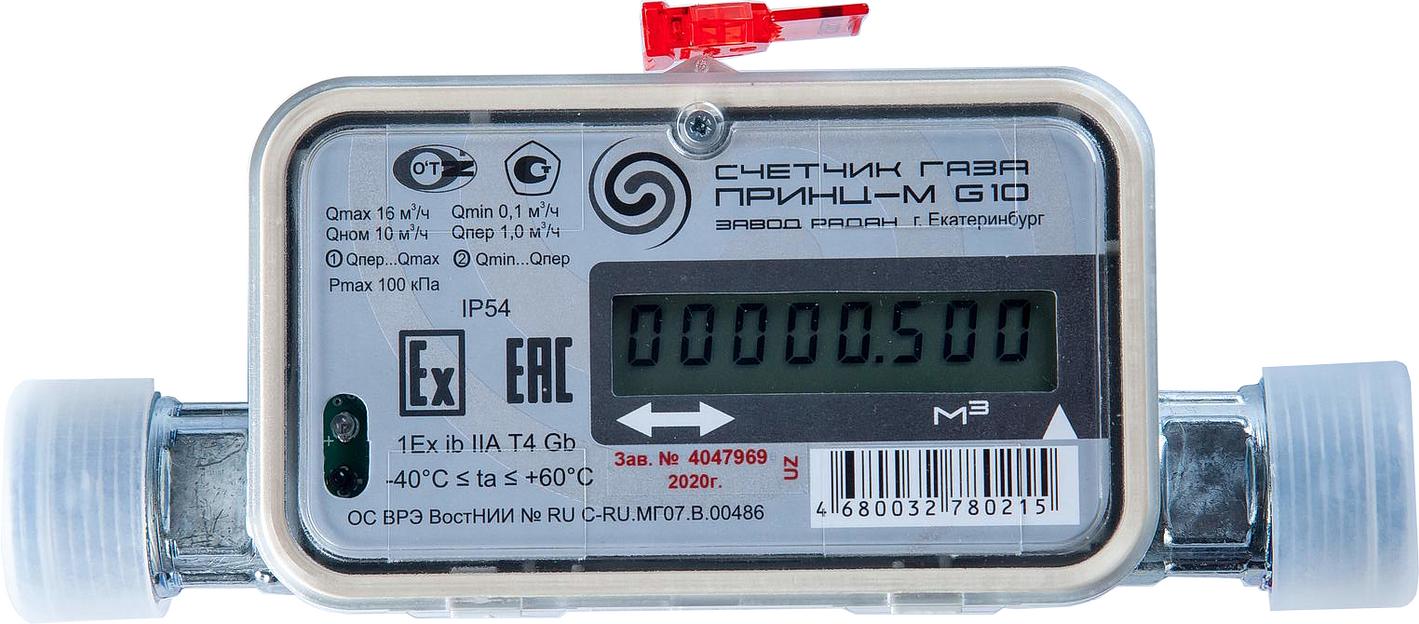 O'T
СЧЕТЧИК ГАЗА
ПРИНЦ-М G10
ЗАВОД РАДАН г. Екатеринбург
Qmax 16 м³/ч Qmin 0,1 м³/ч
Qном 10 м³/ч Qпер 1,0 м³/ч
① Qпер...Qmax ② Qmin...Qпер
Pmax 100 кПа
IP54
Ex EAC
00000.500
м³
1Ex ib IIA T4 Gb
-40°C ≤ ta ≤ +60°C
Зав. № 4047969
2020г.
UZ
4 680032 780215
ОС ВРЭ ВостНИИ № RU C-RU.МГ07.В.00486
+